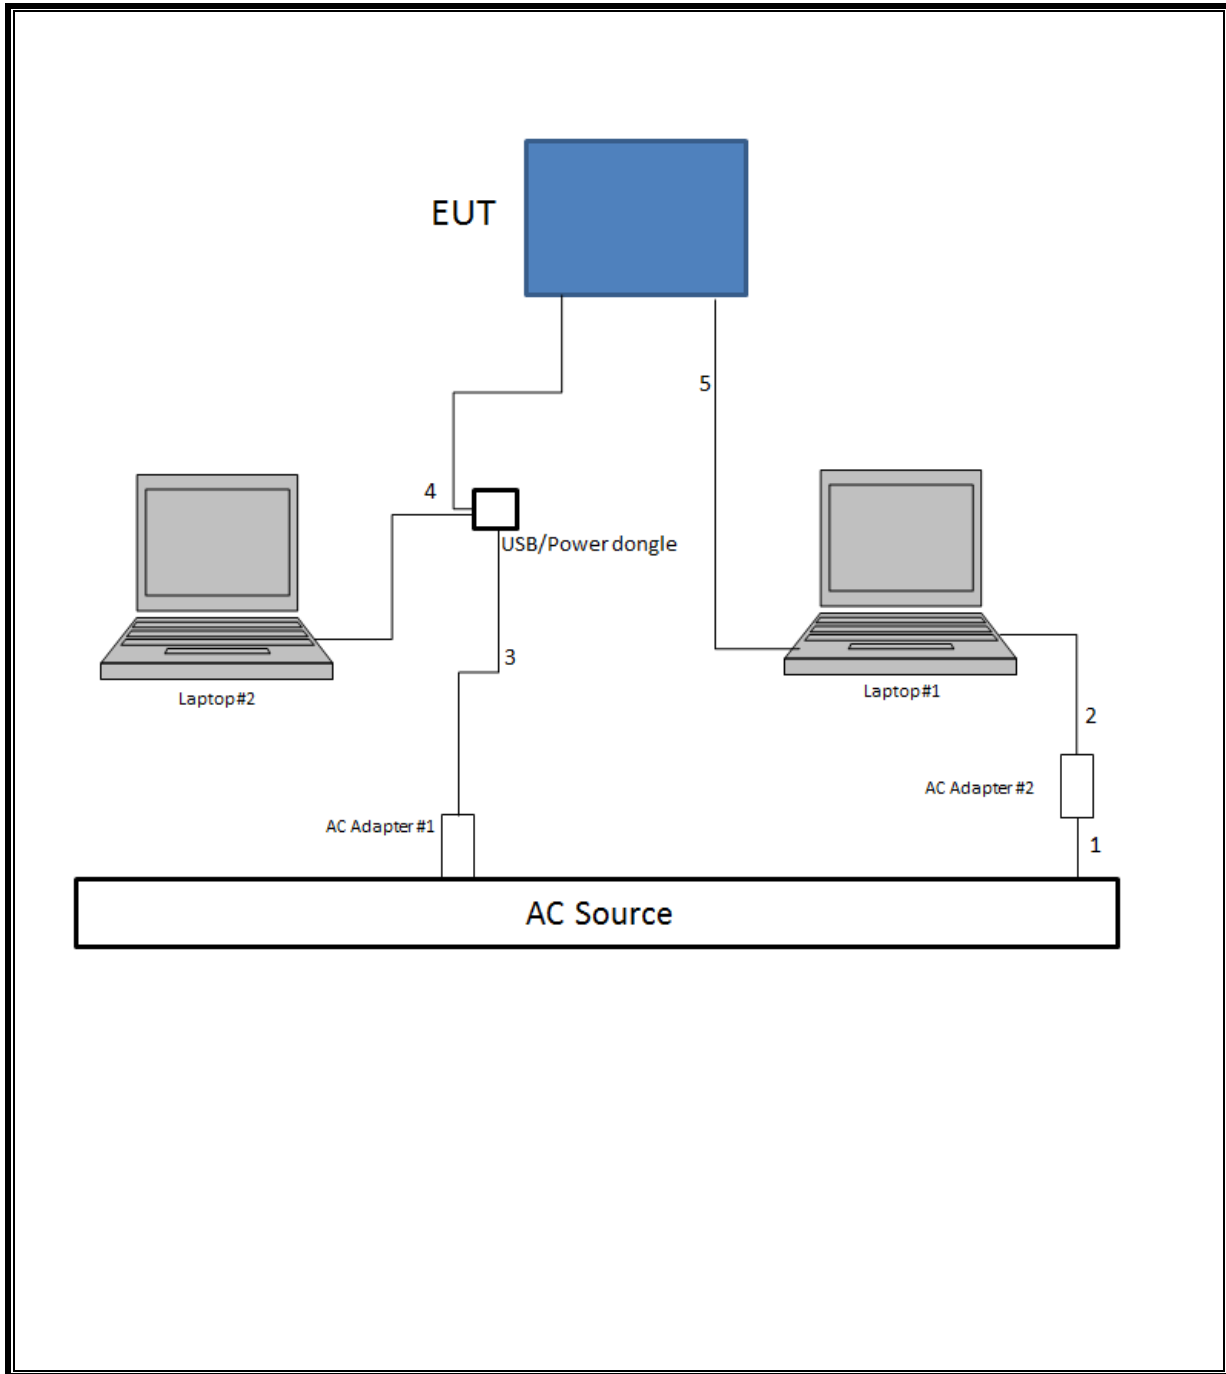 EUT
5
4
USB/Power dongle
3
Laptop#2
Laptop#1
2
AC Adapter#2
AC Adapter#1
1
AC Source